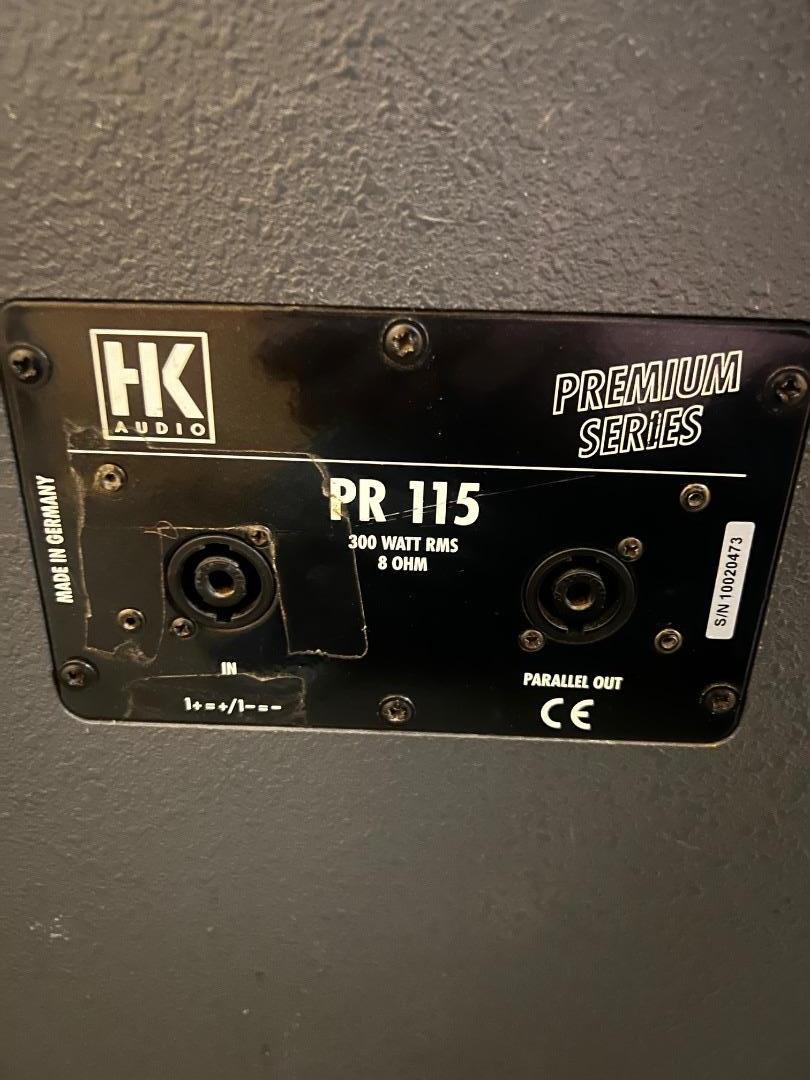 HK
AUDIO
PREMIUM
SERIES
MADE IN GERMANY
PR 115
300 WATT RMS
8 OHM
S/N 10020473
IN
1+=+/1-=-
PARALLEL OUT
CE